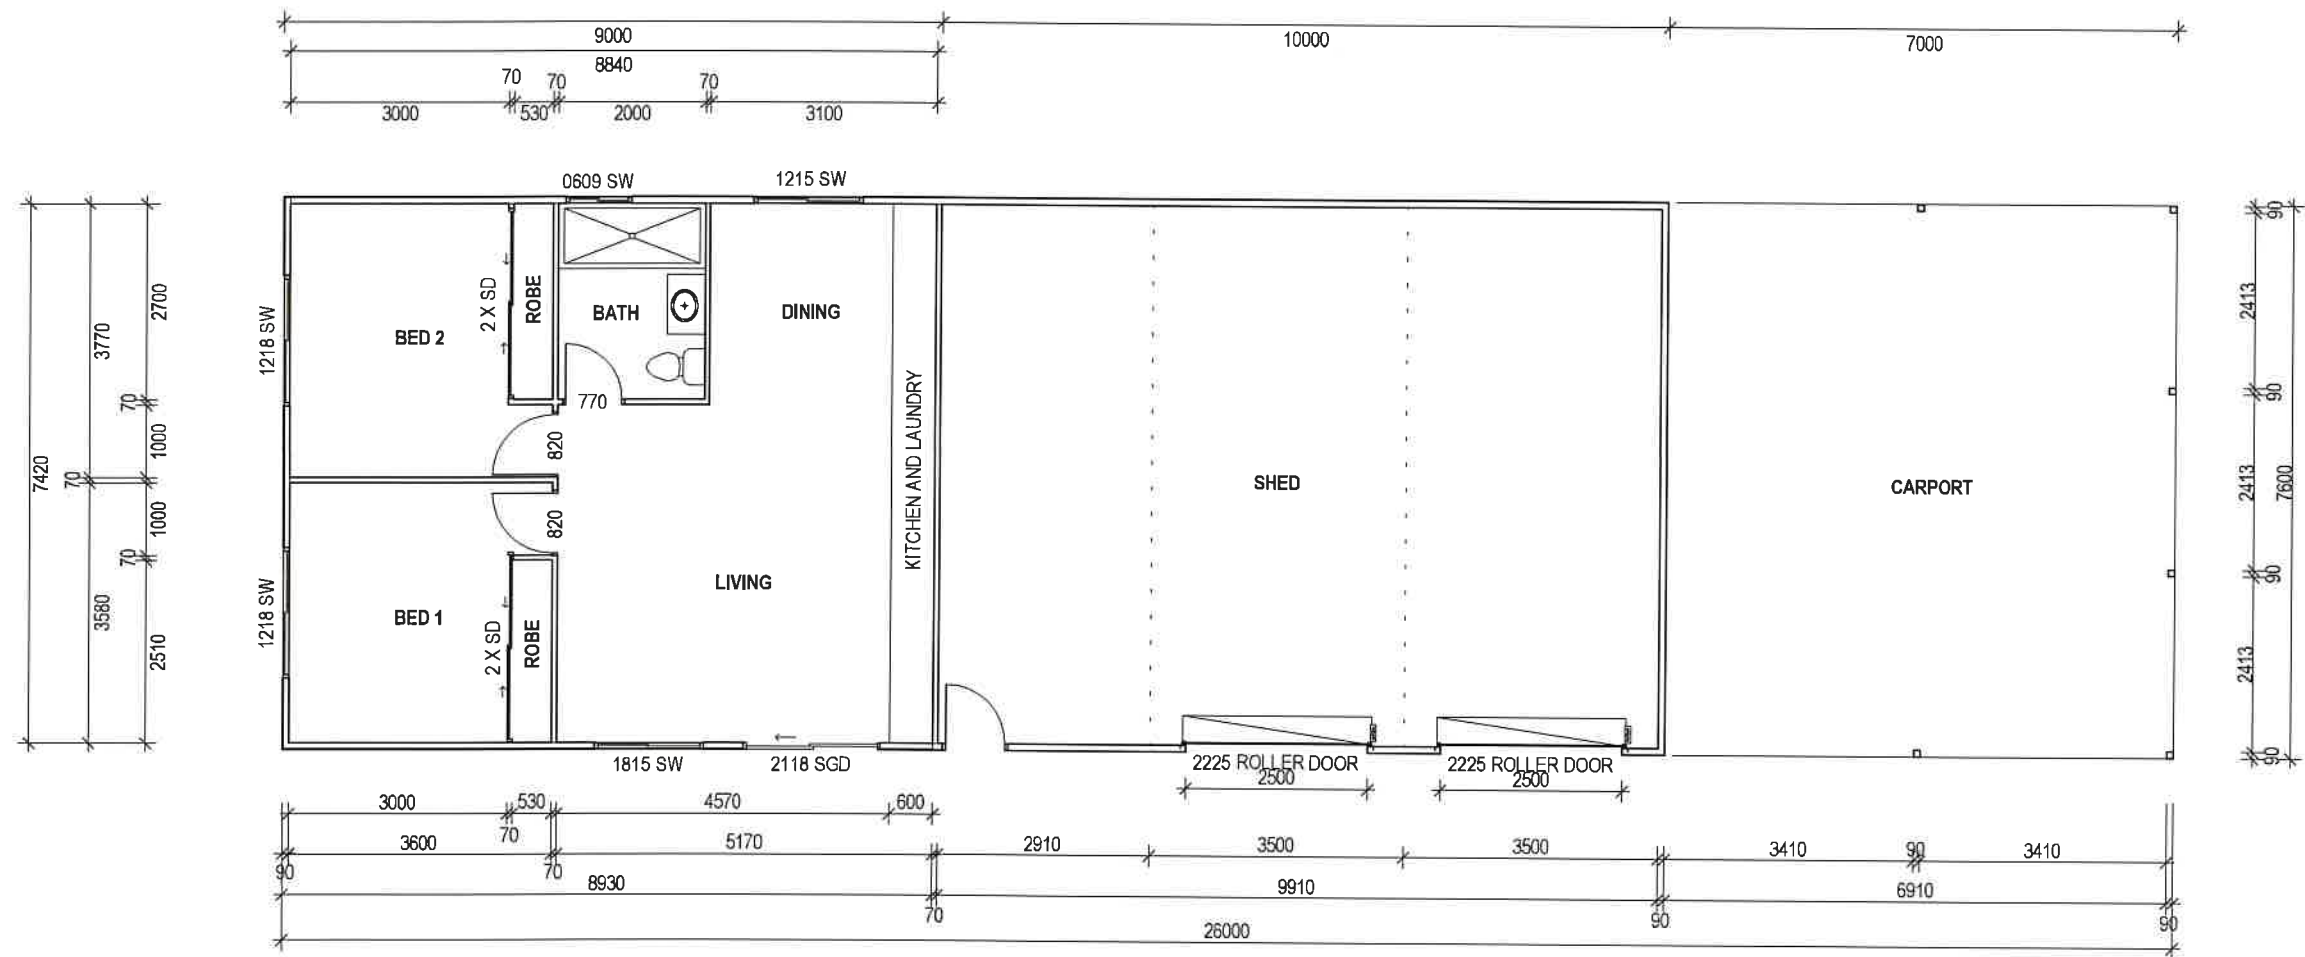 9000
10000
7000
8840
70
70
70
3000
530
2000
3100
0609 SW
1215 SW
7420
3770
70
3580
2700
70
1000
1000
70
2510
1218 SW
1218 SW
BED 2
2 X SD
ROBE
BATH
DINING
770
820
820
KITCHEN AND LAUNDRY
LIVING
BED 1
2 X SD
ROBE
SHED
CARPORT
90
2413
90
2413
90
2413
90
7600
1815 SW
2118 SGD
2225 ROLLER DOOR
2500
2225 ROLLER DOOR
2500
3000
530
4570
600
70
3600
5170
2910
3500
3500
3410
90
3410
90
70
8930
9910
6910
70
90
90
26000